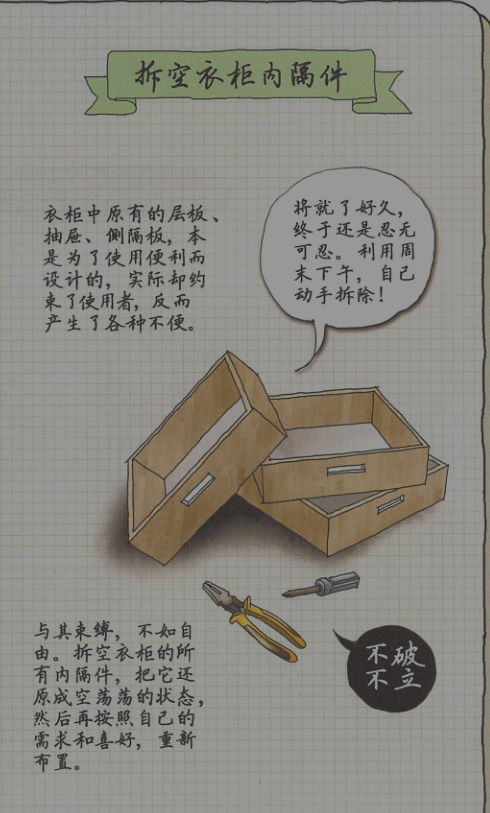 拆空衣柜内隔件
衣柜中原有的层板、
抽屉、侧隔板，本
是为了使用便利而
设计的，实际却约
束了使用者，反而
产生了各种不便。
将就了好久，
终于还是忍无
可忍。利用周
末下午，自己
动手拆除！
与其束缚，不如自
由。拆空衣柜的所
有内隔件，把它还
原成空荡荡的状态，
然后再按照自己的
需求和喜好，重新
布置。
不破
不立